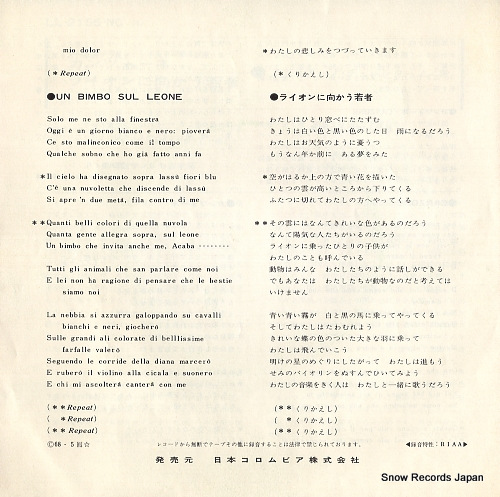 mio dolor
(*Repeat)
●UN BIMBO SUL LEONE
Solo me ne sto alla finestra
Oggi è un giorno bianco e nero: pioverà
Ce sto malinconico come il tompo
Qualche sobno che ho già fatto anni fa
*Il cielo ha disegnato sopra lassù fiori blu
C'è una nuvoletta che discende di lassù
Si apre 'n due metà, fila contro di me
**Quanti belli colori di quella nuvola
Quanta gente allegra sopra, sul leone
Un bimbo che invita anche me, Acaba --------
Tutti gli animali che san parlare come noi
E lei non ha ragione di pensare che le bestie
siamo noi
La nebbia si azzurra galoppando su cavalli
bianchi e neri, giocherò
Sulle grandi ali colorate di belllissime
farfalle valerò
Seguendo le corride della diana marcerò
E ruberò il violino alla cicala e suonero
E chi mi ascolterà canterà con me
(**Repeat)
( *Repeat)
(**Repeat)
Ⓒ68・5 回☆
*わたしの悲しみをつづっていきます
(*くりかえし)
●ライオンに向かう若者
わたしはひとり窓べにたたずむ
きょうは白い色と黒い色のした日 雨になるだろう
わたしはお天気のように憂うつ
もうなん年か前に ある夢をみた
*空がはるか上の方で青い花を描いた
ひとつの雲が高いところから下りてくる
ふたつに切れてわたしの方へやってくる
**その雲にはなんてきれいな色があるのだろう
なんて陽気な人たちがいるのだろう
ライオンに乗ったひとりの子供が
わたしのことも呼んでいる
動物はみんな わたしたちのように話しができる
でもあなたは わたしたちが動物なのだと考えては
いけません
青い青い霧が 白と黒の馬に乗ってやってくる
そしてわたしはたわむれよう
きれいな蝶の色のついた大きな羽に乗って
わたしは飛んでいこう
明けの星のめぐりにしたがって わたしは進もう
せみのバイオリンをぬすんでひいてみよう
わたしの音楽をきく人は わたしと一緒に歌うだろう
(**くりかえし)
( * くりかえし)
(**くりかえし)
レコードから無断でテープその他に録音することは法律で禁じられております。
◀録音特性:RIAA▶
発売元 日本コロムビア株式会社
Snow Records Japan